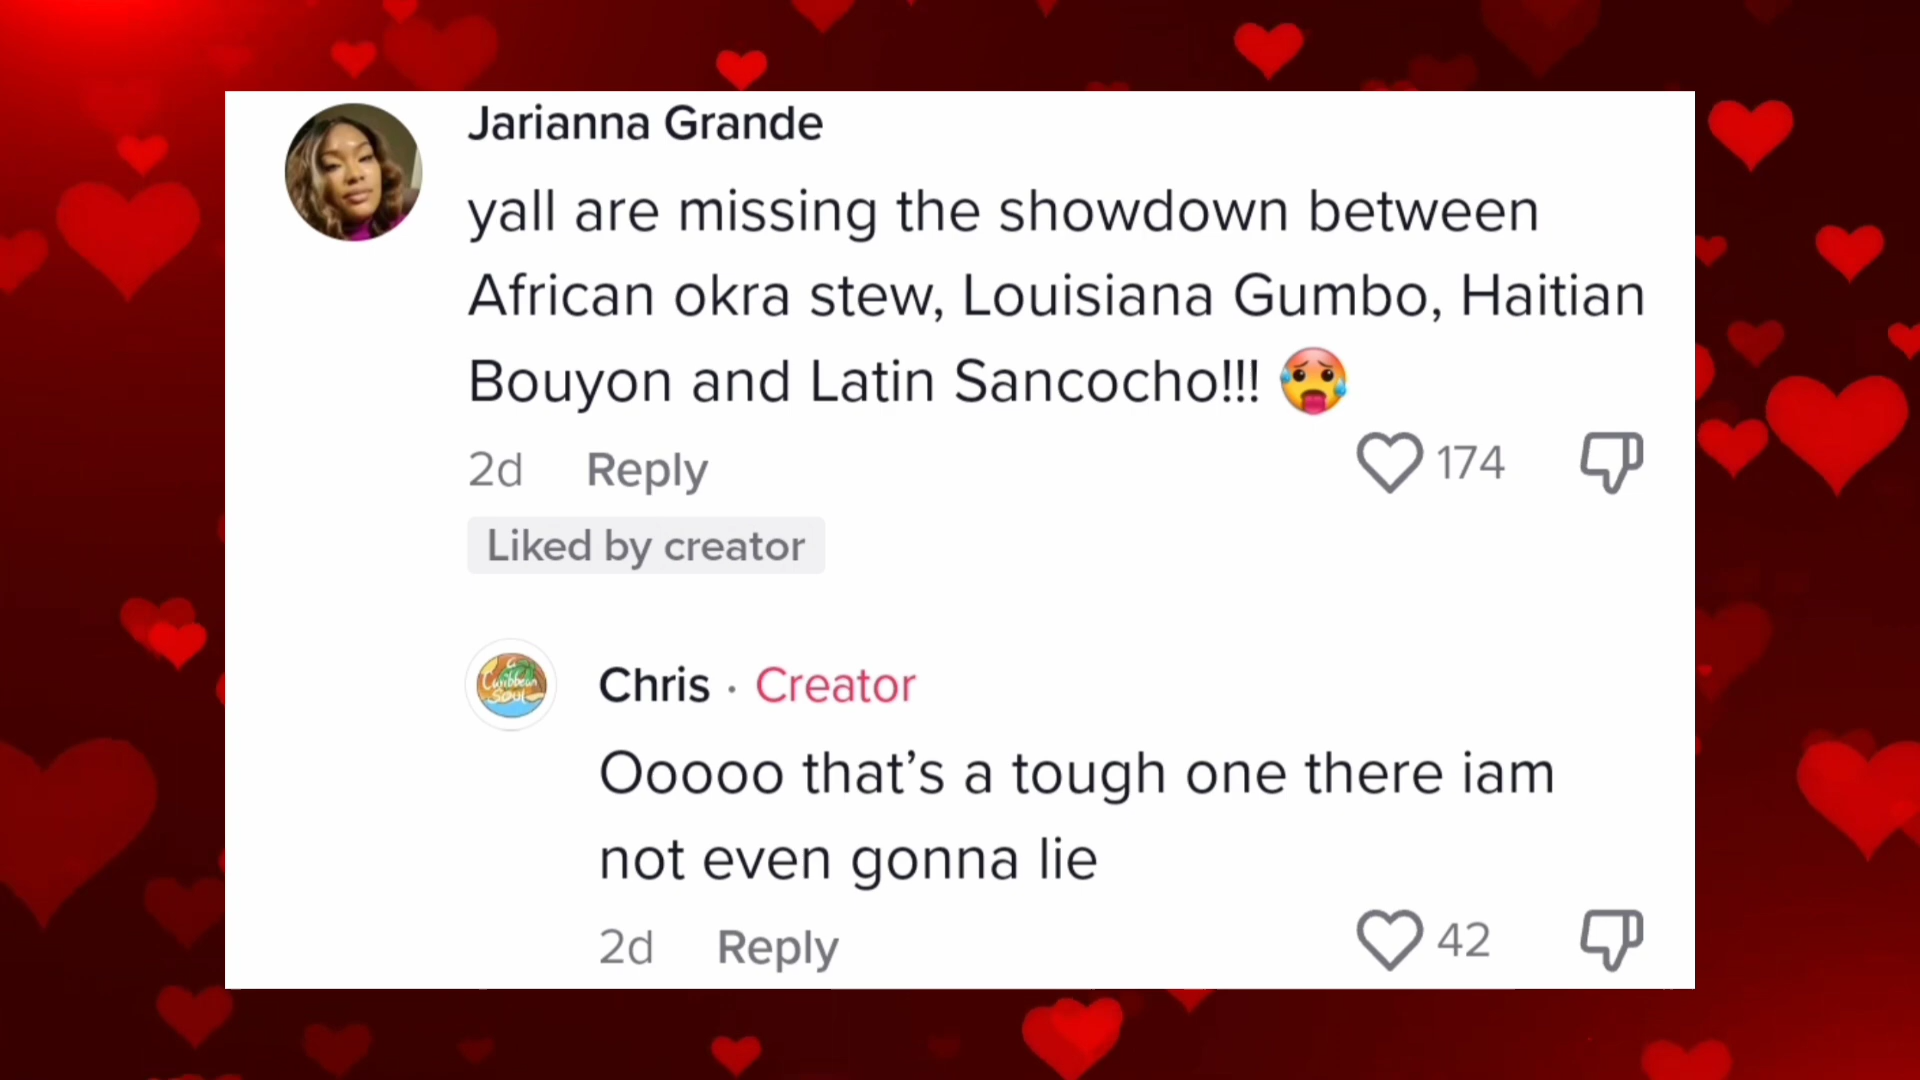 Jarianna Grande
yall are missing the showdown between
African okra stew, Louisiana Gumbo, Haitian
Bouyon and Latin Sancocho!!! 🥵
2d Reply 174
Liked by creator
Caribbean
Soul
Chris · Creator
Ooooo that’s a tough one there iam
not even gonna lie
2d Reply 42